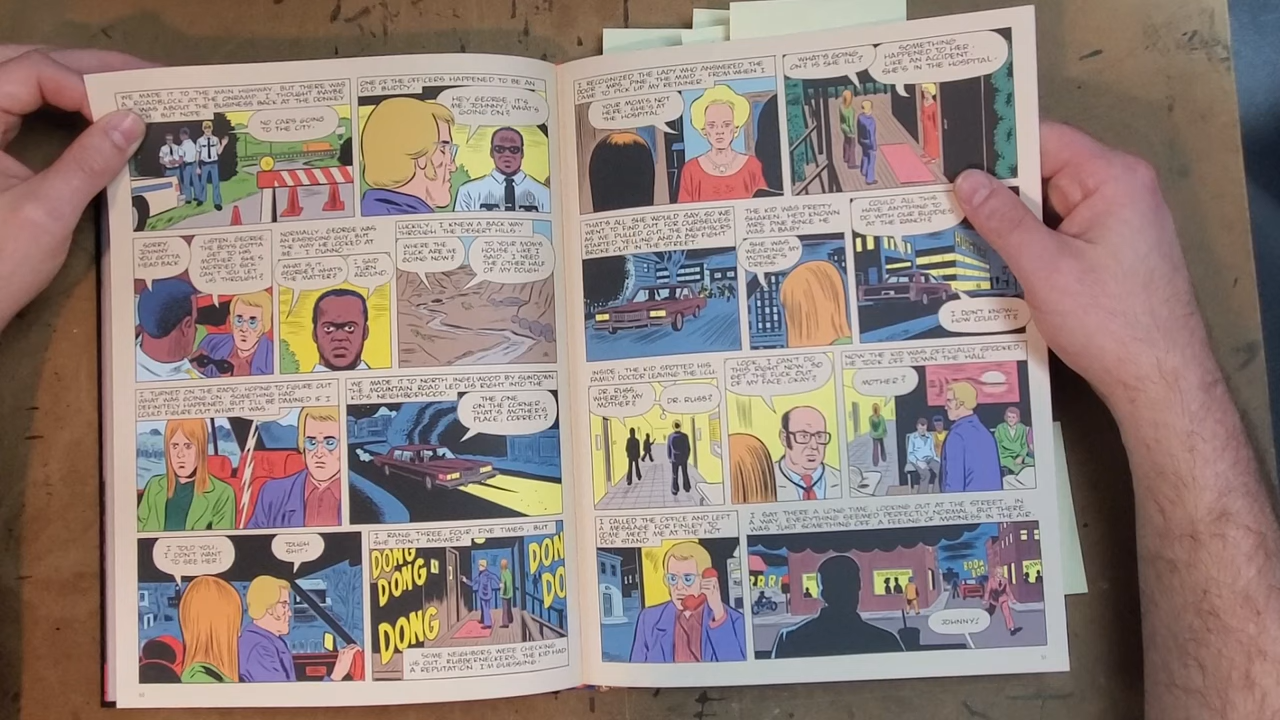 WE MADE IT TO THE MAIN HIGHWAY, BUT THERE WAS
A ROADBLOCK AT THE ONRAMP. I THOUGHT MAYBE
WAS ABOUT THE BUSINESS BACK AT THE DONKEY
CH, BUT NOPE.
NO CARS GOING
TO THE CITY.
ONE OF THE OFFICERS HAPPENED TO BE AN
OLD BUDDY.
HEY GEORGE, IT'S
ME, JOHNNY! WHAT'S
GOING ON?
SORRY,
JOHNNY,
YOU GOTTA
HEAD BACK
LISTEN, GEORGE,
THE BOY'S GOTTA
GET TO HIS
MOTHER. SHE'S
WORRIED SICK.
CAN'T YOU LET
US THROUGH?
NORMALLY, GEORGE WAS
AN EASYGOING GUY, BUT
THE WAY HE LOOKED AT
ME — I DUNNO.
WHAT IS IT,
GEORGE? WHAT'S
THE MATTER?
I SAID
TURN
AROUND.
LUCKILY, I KNEW A BACK WAY
THROUGH THE DESERT HILLS.
WHERE THE
FUCK ARE WE
GOING NOW?
TO YOUR MOM'S
HOUSE, LIKE I
SAID. I NEED
THE OTHER HALF
OF MY DOUGH.
I TURNED ON THE RADIO, HOPING TO FIGURE OUT
WHAT WAS GOING ON. SOMETHING HAD
DEFINITELY HAPPENED, BUT I'LL BE DAMNED IF I
COULD FIGURE OUT WHAT IT WAS.
WE MADE IT TO NORTH INGELWOOD BY SUNDOWN.
THE MOUNTAIN ROAD LED US RIGHT INTO THE
KID'S NEIGHBORHOOD.
THE ONE
ON THE CORNER -
THAT'S MOTHER'S
PLACE, CORRECT?
I TOLD YOU,
I DON'T WANT
TO SEE HER!
TOUGH
SHIT.
I RANG THREE, FOUR, FIVE TIMES, BUT
SHE DIDN'T ANSWER.
DONG
DONG
DONG
DON
DO
SOME NEIGHBORS WERE CHECKING
US OUT. RUBBERNECKERS. THE KID HAD
A REPUTATION, I'M GUESSING.
I RECOGNIZED THE LADY WHO ANSWERED THE
DOOR - MRS. PINE, THE MAID - FROM WHEN I
CAME TO PICK UP MY RETAINER.
YOUR MOM'S NOT
HERE. SHE'S AT
THE HOSPITAL.
WHAT'S GOING
ON? IS SHE ILL?
SOMETHING
HAPPENED TO HER.
LIKE AN ACCIDENT.
SHE'S IN THE HOSPITAL.
THAT'S ALL SHE WOULD SAY, SO WE
WENT TO FIND OUT FOR OURSELVES.
AS WE PULLED OUT, THE NEIGHBORS
STARTED YELLING AND A BIG FIGHT
BROKE OUT IN THE STREET.
THE KID WAS PRETTY
SHAKEN. HE'D KNOWN
MRS. PINE SINCE HE
WAS A BABY.
SHE WAS
WEARING MY
MOTHER'S
DRESS.
COULD ALL THIS
HAVE ANYTHING TO
DO WITH OUR BUDDIES
AT THE RANCH?
I DON'T KNOW—
HOW COULD IT?
INSIDE, THE KID SPOTTED HIS
FAMILY DOCTOR LEAVING THE I.C.U.
DR. RUSS,
WHERE'S MY
MOTHER?
DR. RUSS?
LOOK, I CAN'T DO
THIS RIGHT NOW, SO
GET THE FUCK OUT
OF MY FACE, OKAY?
NOW THE KID WAS OFFICIALLY SPOOKED.
HE TOOK OFF DOWN THE HALL.
MOTHER?
I CALLED THE OFFICE AND LEFT
A MESSAGE FOR FINLEY TO
COME MEET ME AT THE HOT
DOG STAND.
I SAT THERE A LONG TIME, LOOKING OUT AT THE STREET. IN
A WAY, EVERYTHING SEEMED PERFECTLY NORMAL, BUT THERE
WAS JUST SOMETHING OFF, A FEELING OF MADNESS IN THE AIR.
JOHNNY!